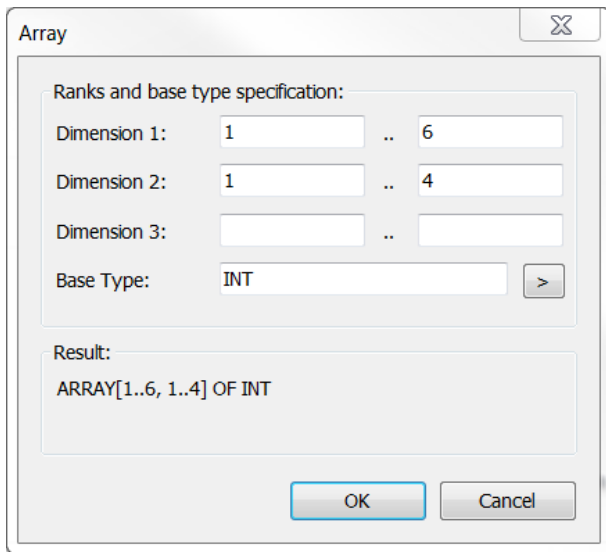 Array
Ranks and base type specification:
Dimension 1: 1 .. 6
Dimension 2: 1 .. 4
Dimension 3: ..
Base Type: INT >
Result:
ARRAY[1..6, 1..4] OF INT
OK Cancel